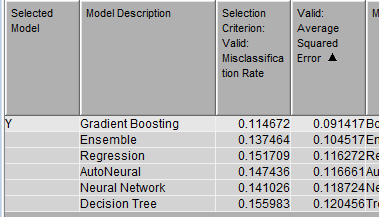 Selected Model	Model Description	Selection Criterion: Valid: Misclassification Rate	Valid: Average Squared Error ▲	M
Y	Gradient Boosting	0.114672	0.091417	Bo
	Ensemble	0.137464	0.104517	En
	Regression	0.151709	0.116272	Re
	AutoNeural	0.147436	0.116661	Au
	Neural Network	0.141026	0.118724	Ne
	Decision Tree	0.155983	0.120456	Tre